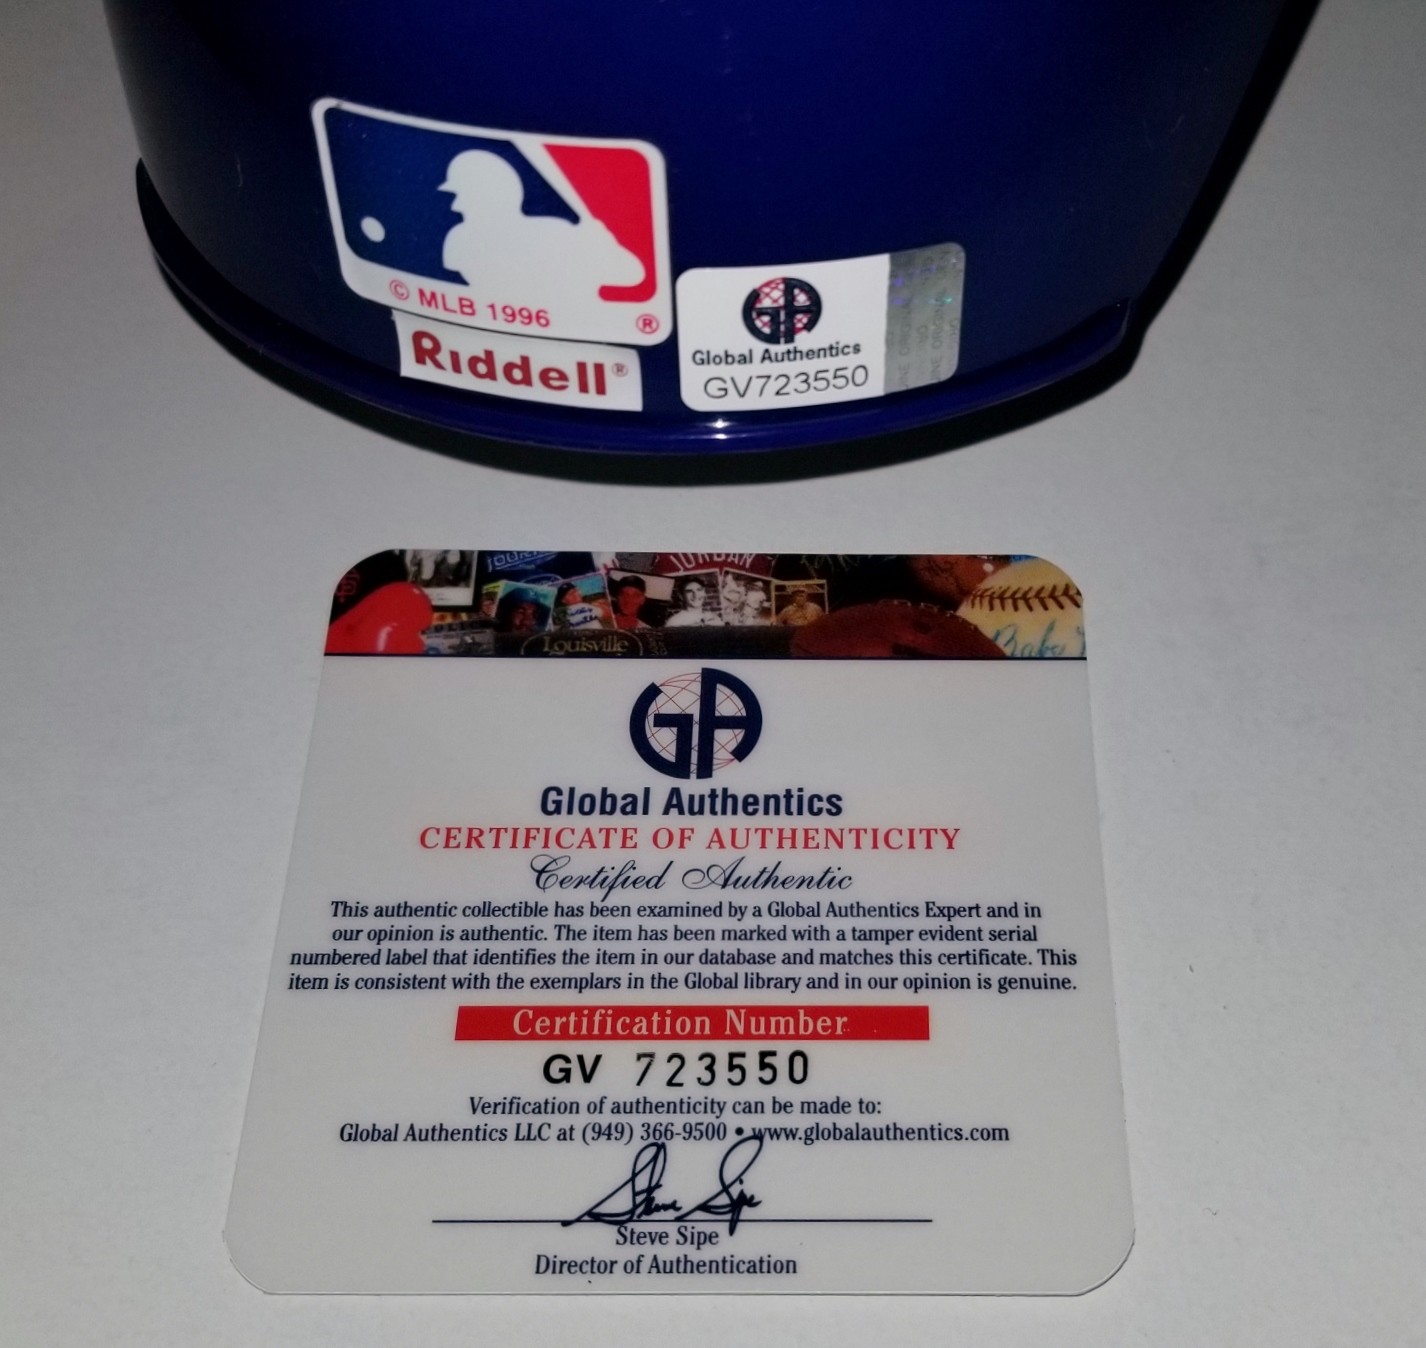 © MLB 1996
®
Riddell®
GA
Global Authentics
GV723550
JORDAN
Louisville
Babe
GA
Global Authentics
CERTIFICATE OF AUTHENTICITY
Certified Authentic
This authentic collectible has been examined by a Global Authentics Expert and in
our opinion is authentic. The item has been marked with a tamper evident serial
numbered label that identifies the item in our database and matches this certificate. This
item is consistent with the exemplars in the Global library and in our opinion is genuine.
Certification Number
GV 723550
Verification of authenticity can be made to:
Global Authentics LLC at (949) 366-9500 • www.globalauthentics.com
Steve Sipe
Steve Sipe
Director of Authentication